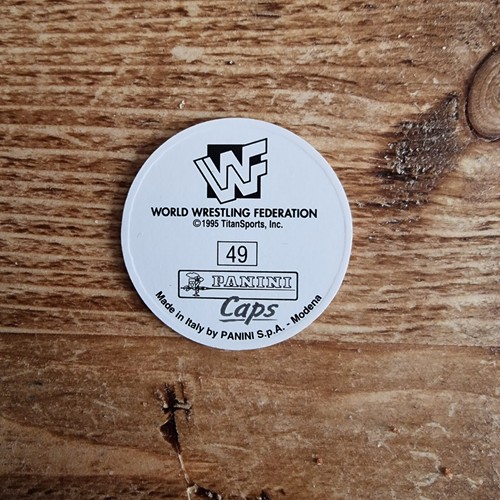 WF
WORLD WRESTLING FEDERATION
©1995 TitanSports, Inc.
49
PANINI
Caps
Made in Italy by PANINI S.p.A. - Modena